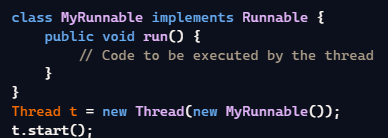 class MyRunnable implements Runnable {
    public void run() {
        // Code to be executed by the thread
    }
}
Thread t = new Thread(new MyRunnable());
t.start();